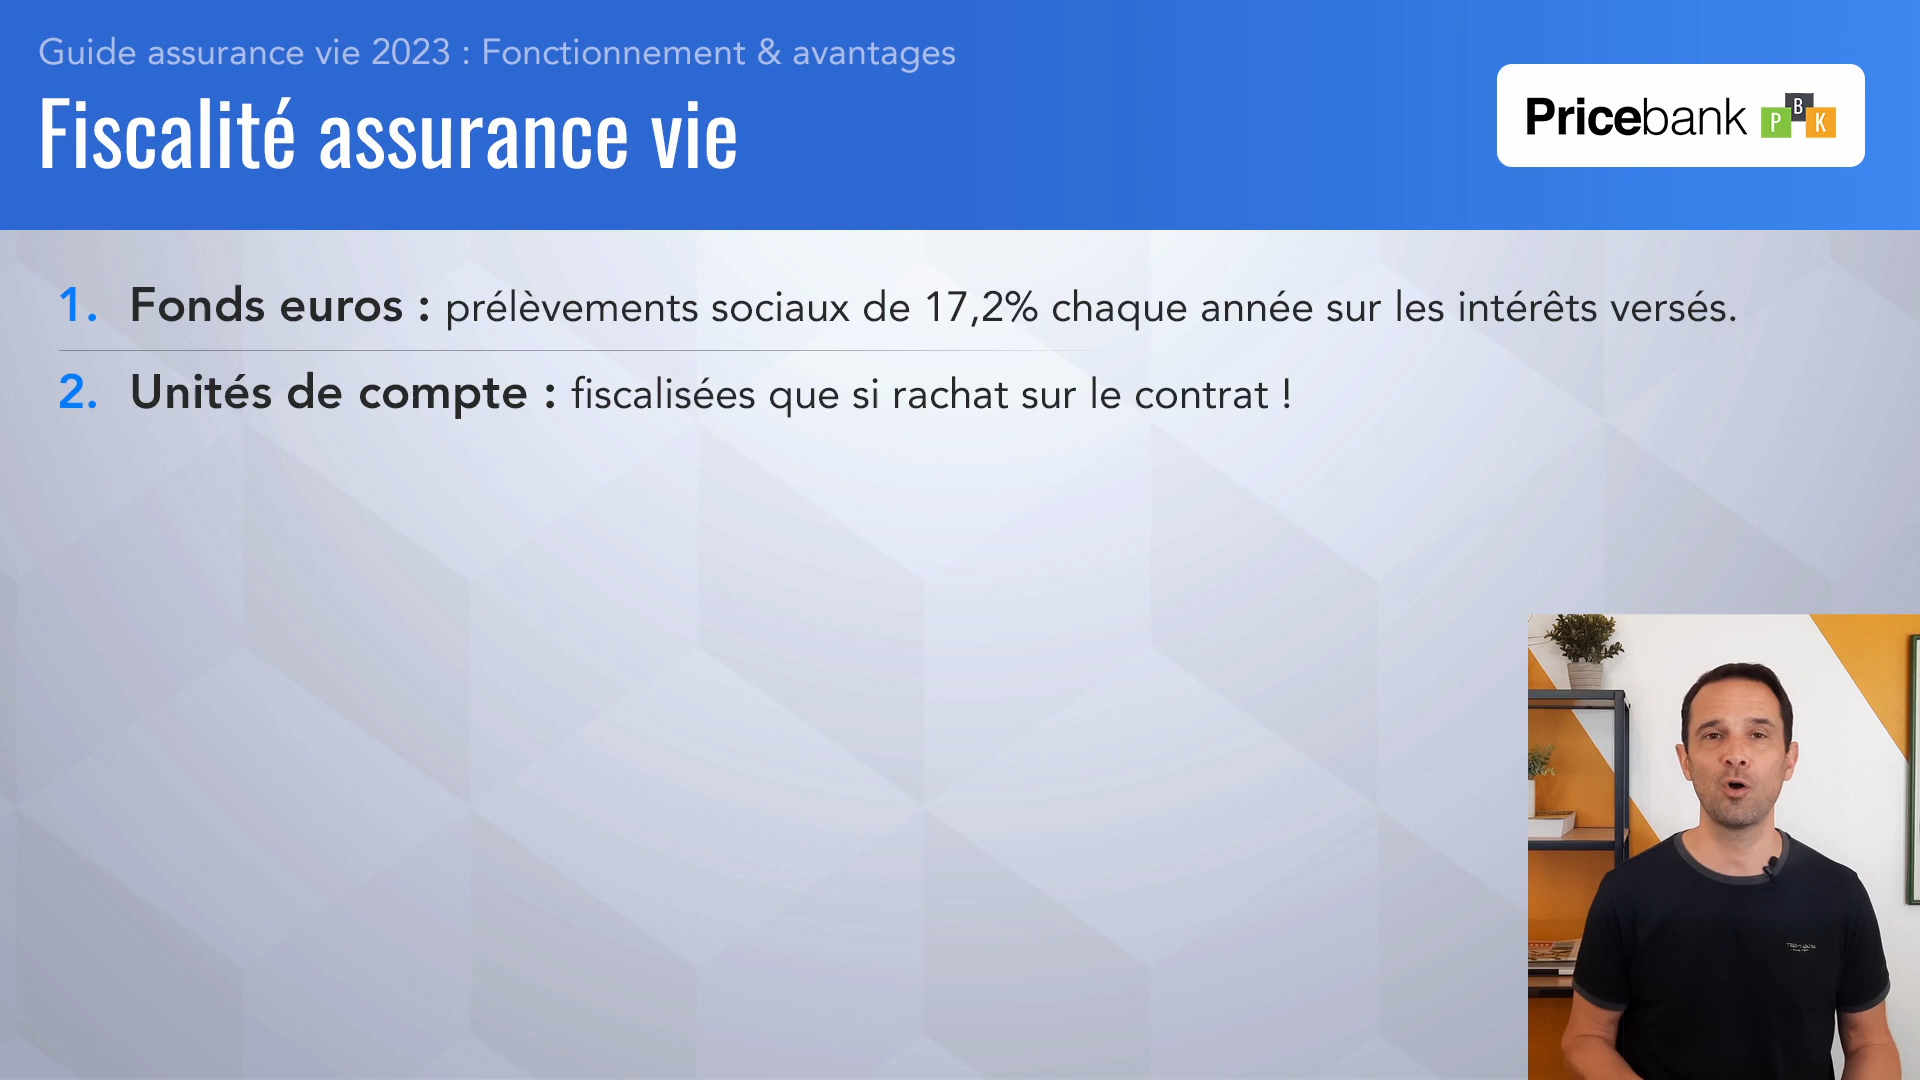 Guide assurance vie 2023 : Fonctionnement & avantages
Fiscalité assurance vie
Pricebank
P B K
1. Fonds euros : prélèvements sociaux de 17,2% chaque année sur les intérêts versés.
2. Unités de compte : fiscalisées que si rachat sur le contrat !